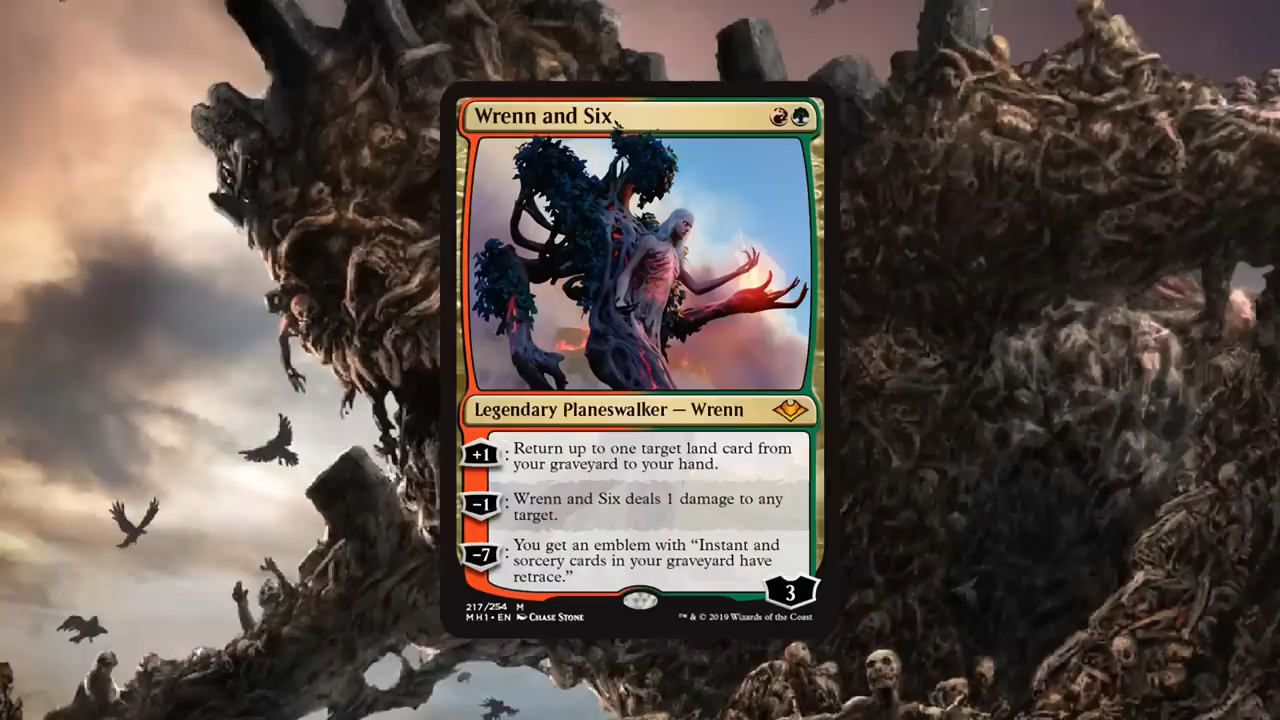 Wrenn and Six
Legendary Planeswalker — Wrenn
+1 : Return up to one target land card from
your graveyard to your hand.
−1 : Wrenn and Six deals 1 damage to any
target.
−7 : You get an emblem with “Instant and
sorcery cards in your graveyard have
retrace.”
3
217/254 M
MH1 • EN Chase Stone
™ & © 2019 Wizards of the Coast